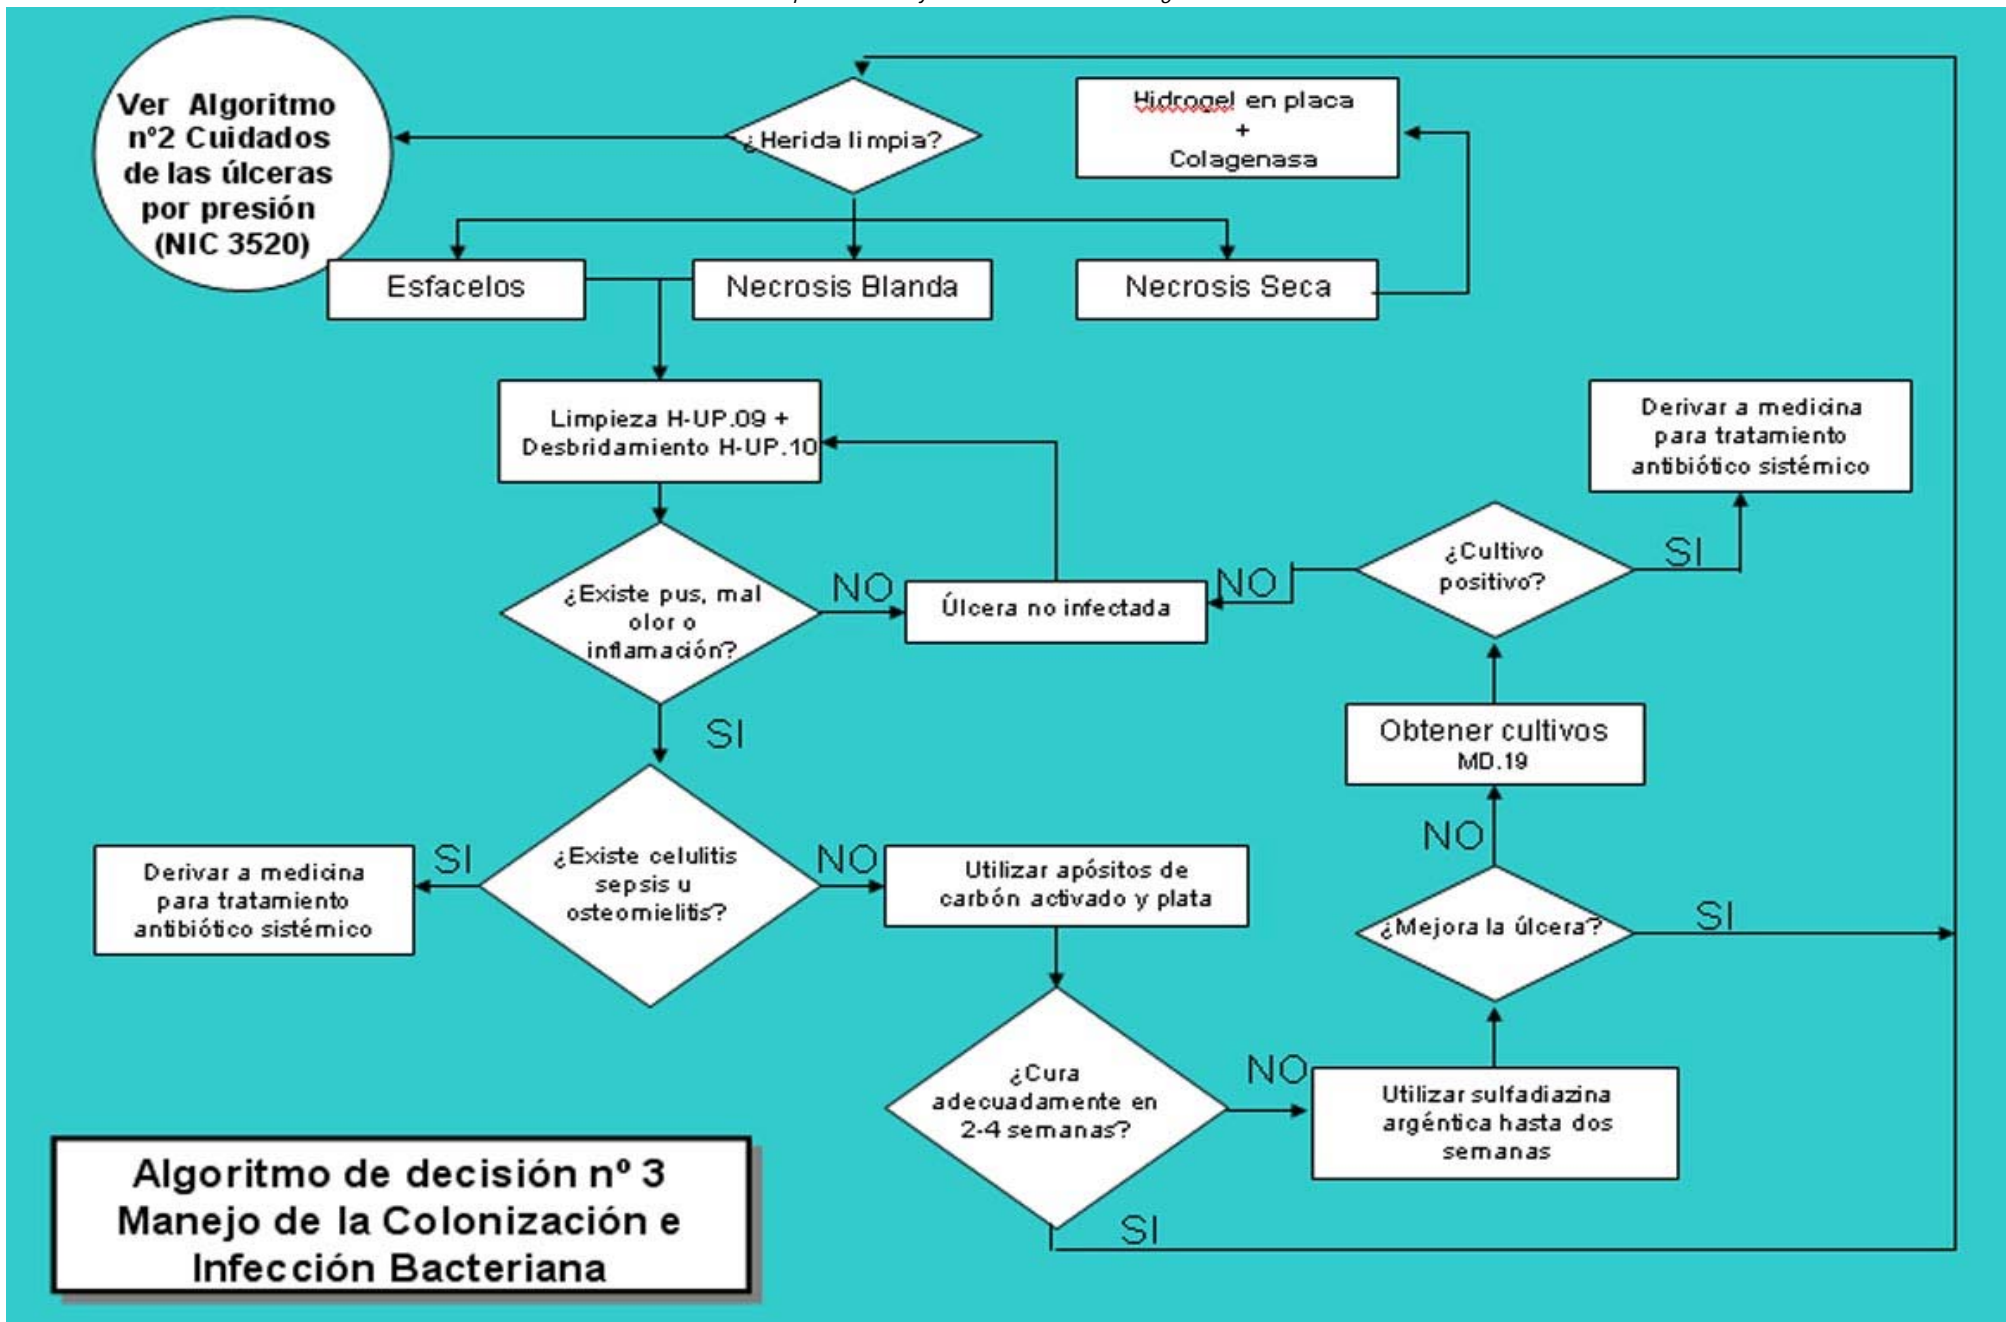 Ver Algoritmo
nº2 Cuidados
de las úlceras
por presión
(NIC 3520)
¿Herida limpia?
Hidrogel en placa
+
Colagenasa
Esfacelos
Necrosis Blanda
Necrosis Seca
Limpieza H-UP.09 +
Desbridamiento H-UP.10
Derivar a medicina
para tratamiento
antibiótico sistémico
¿Existe pus, mal
olor o
inflamación?
NO
Úlcera no infectada
NO
¿Cultivo
positivo?
SI
SI
Obtener cultivos
MD.19
NO
¿Existe celulitis
sepsis u
osteomielitis?
SI
Derivar a medicina
para tratamiento
antibiótico sistémico
NO
Utilizar apósitos de
carbón activado y plata
¿Mejora la úlcera?
SI
¿Cura
adecuadamente en
2-4 semanas?
NO
Utilizar sulfadiazina
argéntica hasta dos
semanas
SI
Algoritmo de decisión nº 3
Manejo de la Colonización e
Infección Bacteriana